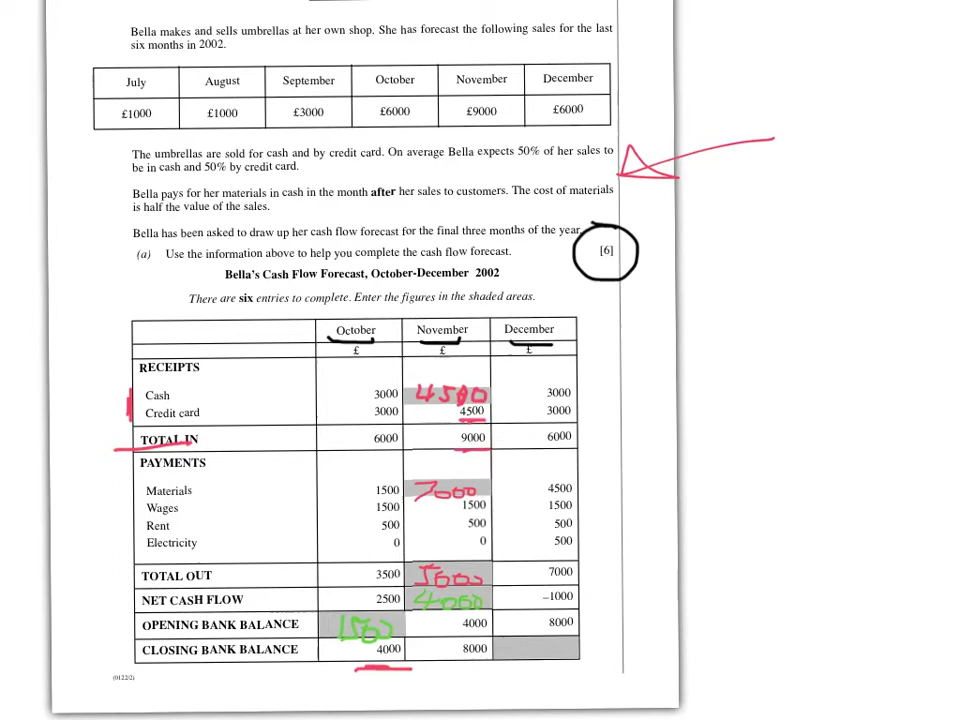 Bella makes and sells umbrellas at her own shop. She has forecast the following sales for the last
six months in 2002.
July August September October November December
£1000 £1000 £3000 £6000 £9000 £6000
The umbrellas are sold for cash and by credit card. On average Bella expects 50% of her sales to
be in cash and 50% by credit card.
Bella pays for her materials in cash in the month after her sales to customers. The cost of materials
is half the value of the sales.
Bella has been asked to draw up her cash flow forecast for the final three months of the year.
(a) Use the information above to help you complete the cash flow forecast. [6]
Bella's Cash Flow Forecast, October-December 2002
There are six entries to complete. Enter the figures in the shaded areas.
October November December
£ £ £
RECEIPTS
Cash 3000 4500 3000
Credit card 3000 4500 3000
TOTAL IN 6000 9000 6000
PAYMENTS
Materials 1500 7000 4500
Wages 1500 1500 1500
Rent 500 500 500
Electricity 0 0 500
TOTAL OUT 3500 5000 7000
NET CASH FLOW 2500 4000 –1000
OPENING BANK BALANCE 1500 4000 8000
CLOSING BANK BALANCE 4000 8000
(0122/2)